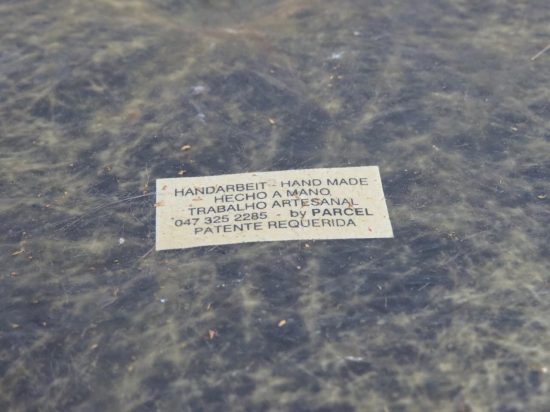 HANDARBEIT - HAND MADE
HECHO A MANO
TRABALHO ARTESANAL
047 325 2285 - by PARCEL
PATENTE REQUERIDA